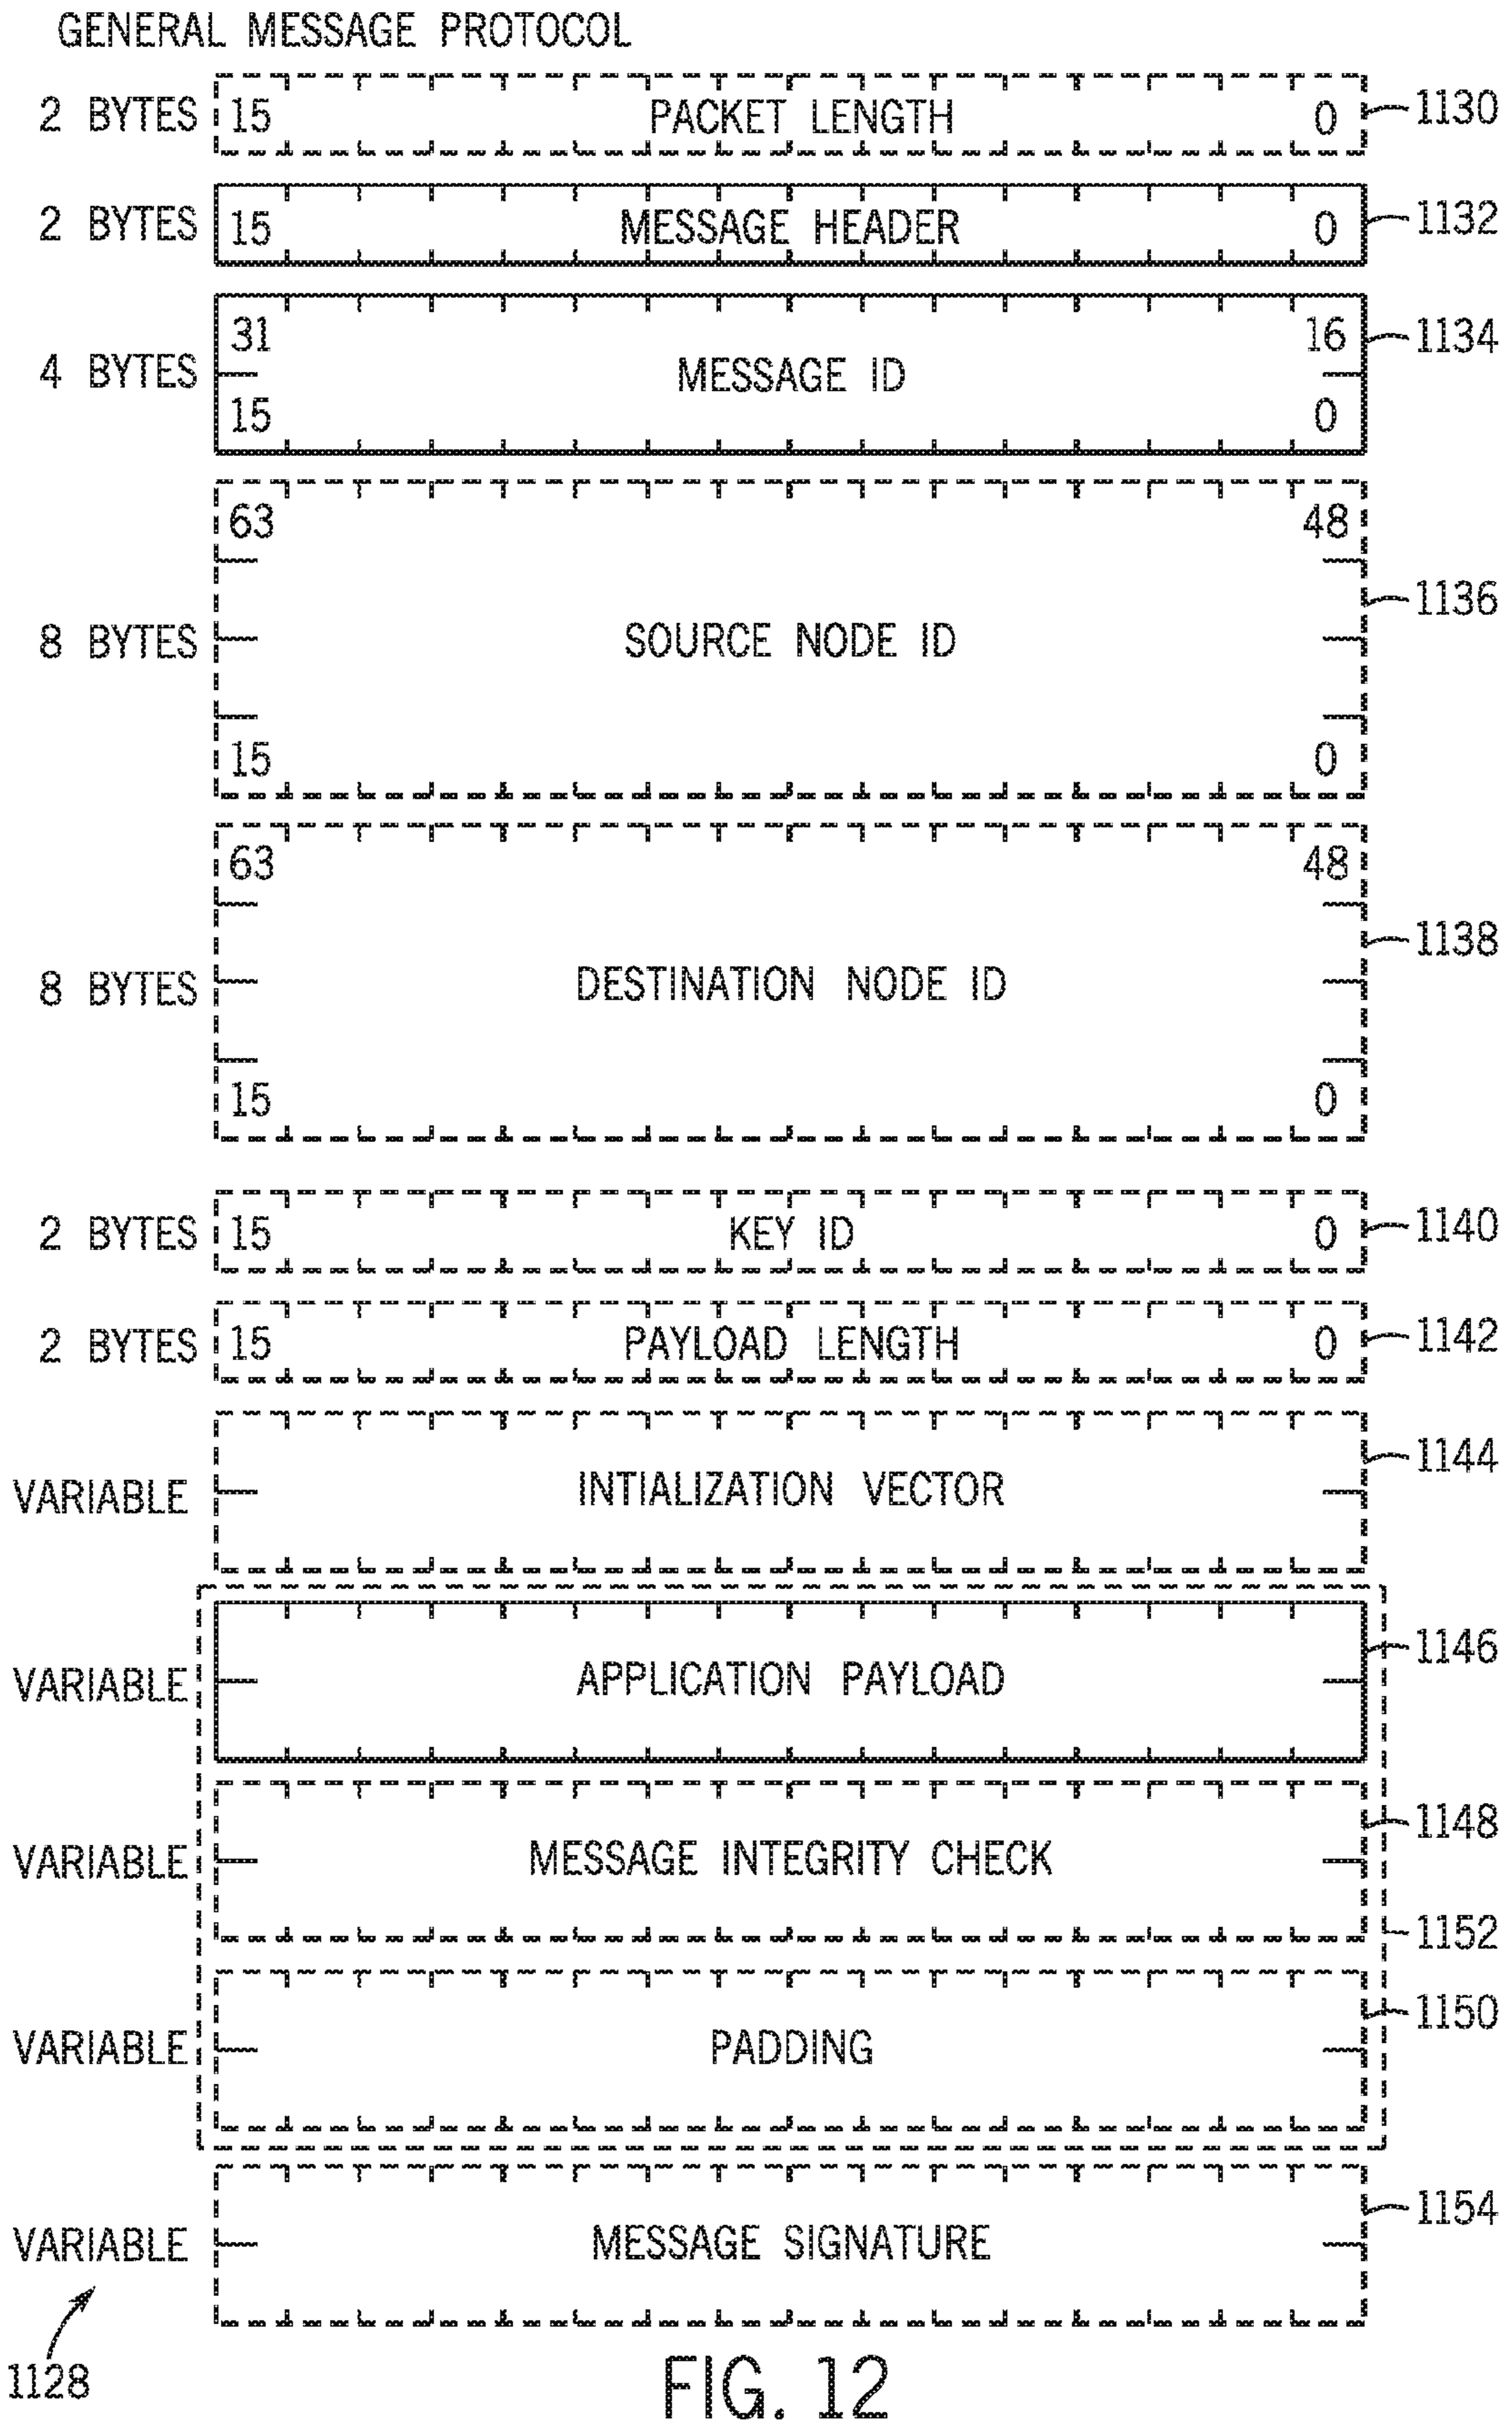 GENERAL MESSAGE PROTOCOL
2 BYTES 15 PACKET LENGTH 0 1130
2 BYTES 15 MESSAGE HEADER 0 1132
31 16 1134
4 BYTES MESSAGE ID
15 0
63 48
1136
8 BYTES SOURCE NODE ID
15 0
63 48
1138
8 BYTES DESTINATION NODE ID
15 0
2 BYTES 15 KEY ID 0 1140
2 BYTES 15 PAYLOAD LENGTH 0 1142
1144
VARIABLE INTIALIZATION VECTOR
1146
VARIABLE APPLICATION PAYLOAD
1148
VARIABLE MESSAGE INTEGRITY CHECK
1152
1150
VARIABLE PADDING
1154
VARIABLE MESSAGE SIGNATURE
1128
FIG. 12